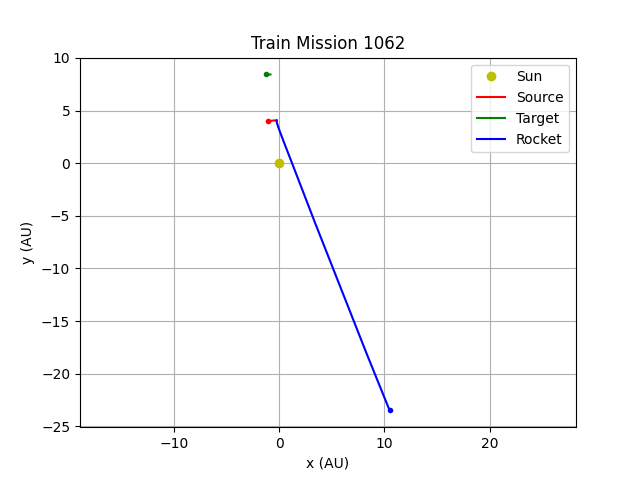 Train Mission 1062
Sun
Source
Target
Rocket
10
5
0
−5
−10
−15
−20
−25
y (AU)
−10
0
10
20
x (AU)